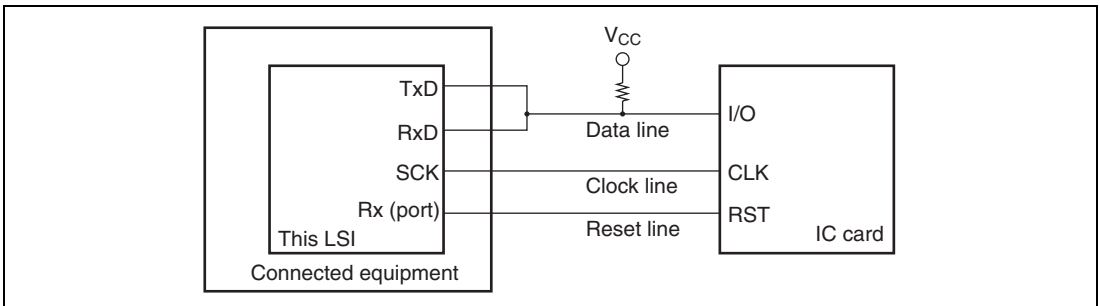 VCC
TxD
RxD
I/O
Data line
SCK
CLK
Clock line
Rx (port)
RST
Reset line
This LSI
IC card
Connected equipment